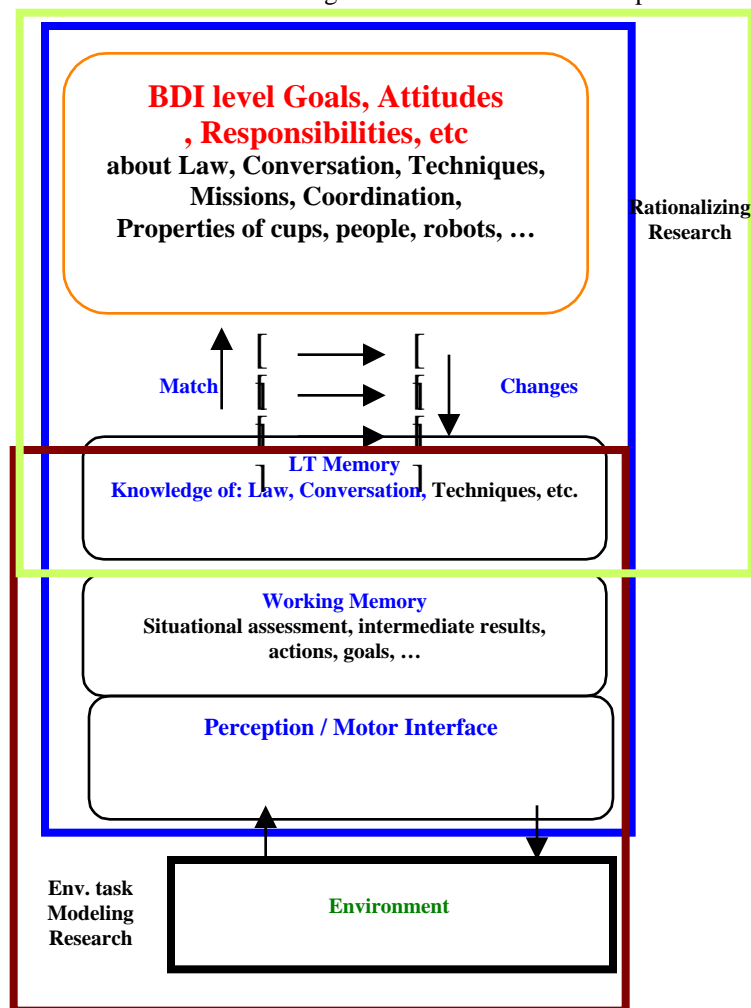 BDI level Goals, Attitudes
, Responsibilities, etc
about Law, Conversation, Techniques,
Missions, Coordination,
Properties of cups, people, robots, …
Rationalizing
Research
Match
Changes
LT Memory
Knowledge of: Law, Conversation, Techniques, etc.
Working Memory
Situational assessment, intermediate results,
actions, goals, …
Perception / Motor Interface
Env. task
Modeling
Research
Environment